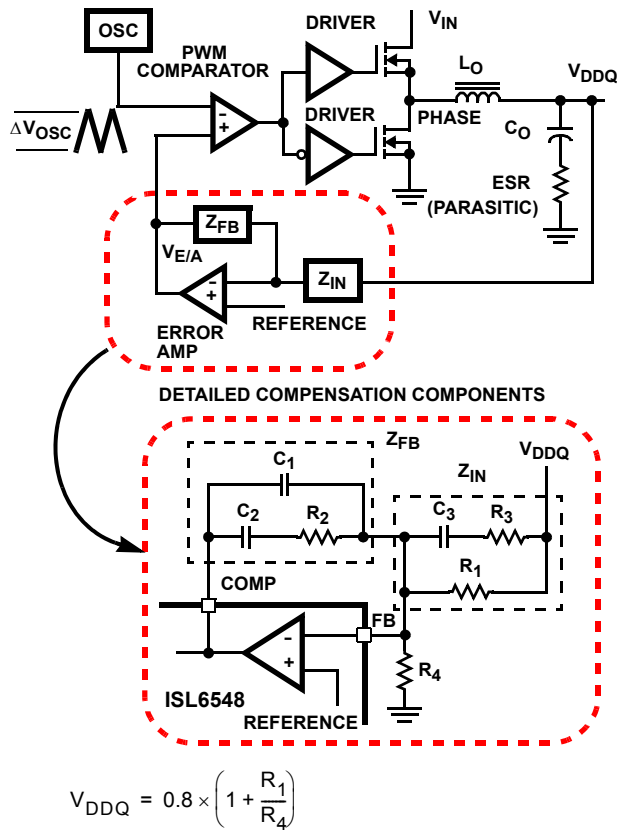 OSC
DRIVER
V_IN
PWM
COMPARATOR
L_O
V_DDQ
ΔV_OSC
-
+
DRIVER
PHASE
C_O
ESR
(PARASITIC)
Z_FB
V_E/A
Z_IN
-
+
REFERENCE
ERROR
AMP
DETAILED COMPENSATION COMPONENTS
Z_FB
V_DDQ
C_1
Z_IN
C_2
R_2
C_3
R_3
R_1
COMP
FB
-
+
R_4
ISL6548
REFERENCE
V_DDQ = 0.8 × (1 + R_1/R_4)